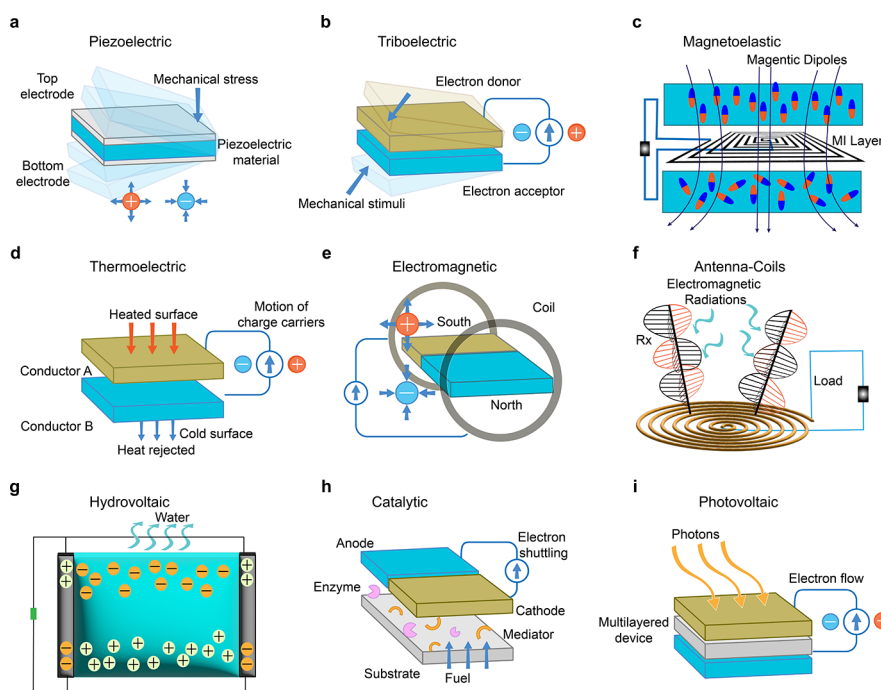 a
Piezoelectric
Top
electrode
Mechanical stress
Piezoelectric
material
Bottom
electrode
+
−
b
Triboelectric
Electron donor
−
+
Electron acceptor
Mechanical stimuli
c
Magnetoelastic
Magentic Dipoles
MI Layer
d
Thermoelectric
Heated surface
Motion of
charge carriers
−
+
Conductor A
Conductor B
Cold surface
Heat rejected
e
Electromagnetic
South
Coil
+
−
North
f
Antenna-Coils
Electromagnetic
Radiations
Rx
Load
g
Hydrovoltaic
Water
+ − − − − − − +
+ − − − − +
− + + + + + −
− + + + + + + −
h
Catalytic
Anode
Electron
shuttling
Enzyme
Cathode
Mediator
Substrate
Fuel
i
Photovoltaic
Photons
Electron flow
Multilayered
device
−
+